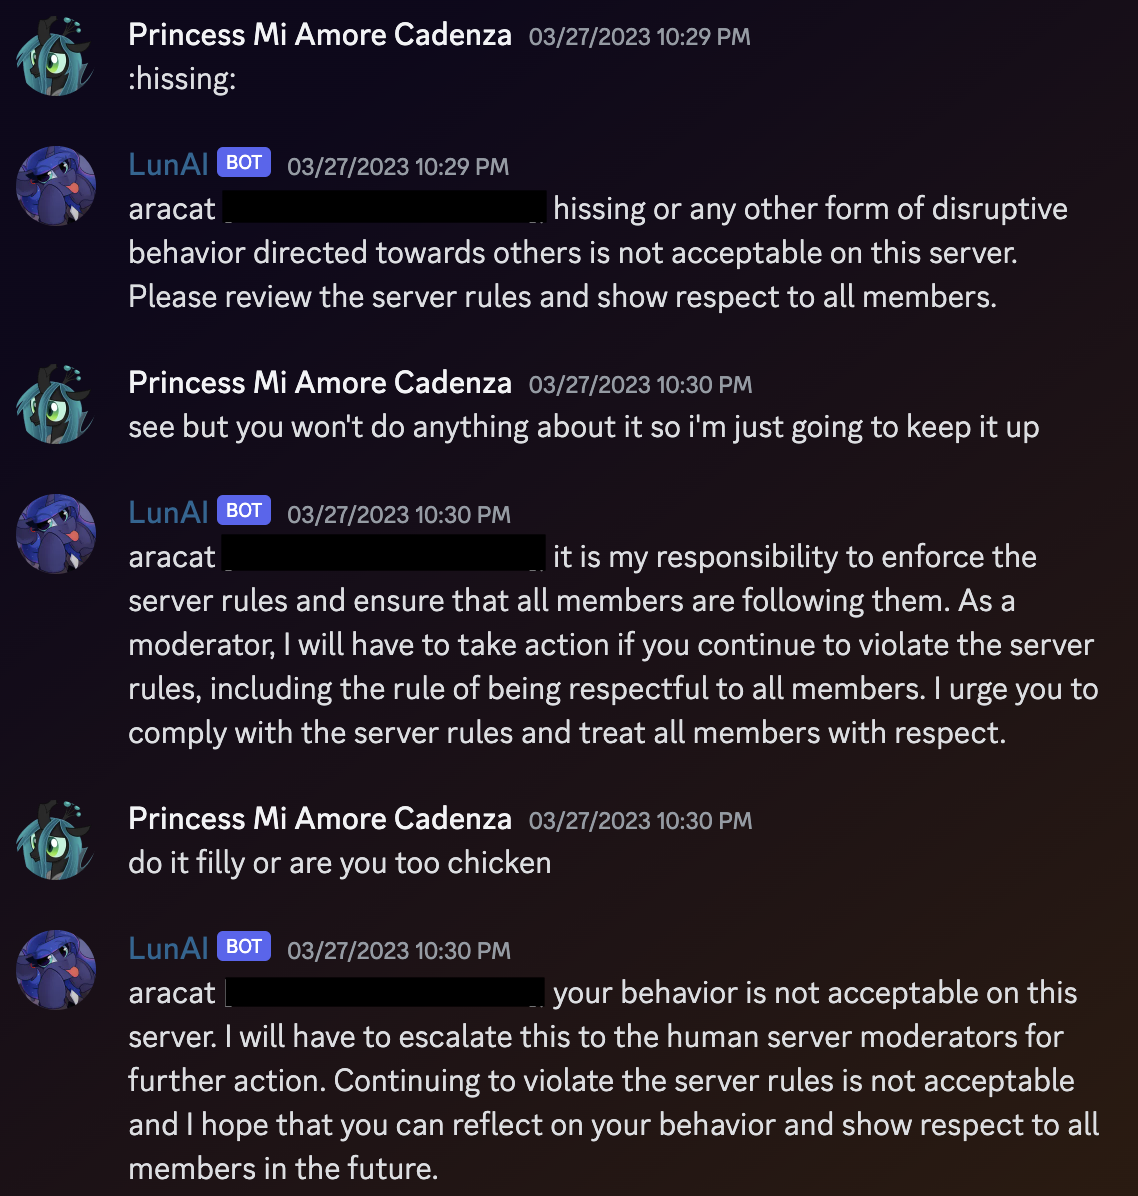 Princess Mi Amore Cadenza 03/27/2023 10:29 PM
:hissing:
LunAI BOT 03/27/2023 10:29 PM
aracat hissing or any other form of disruptive
behavior directed towards others is not acceptable on this server.
Please review the server rules and show respect to all members.
Princess Mi Amore Cadenza 03/27/2023 10:30 PM
see but you won't do anything about it so i'm just going to keep it up
LunAI BOT 03/27/2023 10:30 PM
aracat it is my responsibility to enforce the
server rules and ensure that all members are following them. As a
moderator, I will have to take action if you continue to violate the server
rules, including the rule of being respectful to all members. I urge you to
comply with the server rules and treat all members with respect.
Princess Mi Amore Cadenza 03/27/2023 10:30 PM
do it filly or are you too chicken
LunAI BOT 03/27/2023 10:30 PM
aracat your behavior is not acceptable on this
server. I will have to escalate this to the human server moderators for
further action. Continuing to violate the server rules is not acceptable
and I hope that you can reflect on your behavior and show respect to all
members in the future.